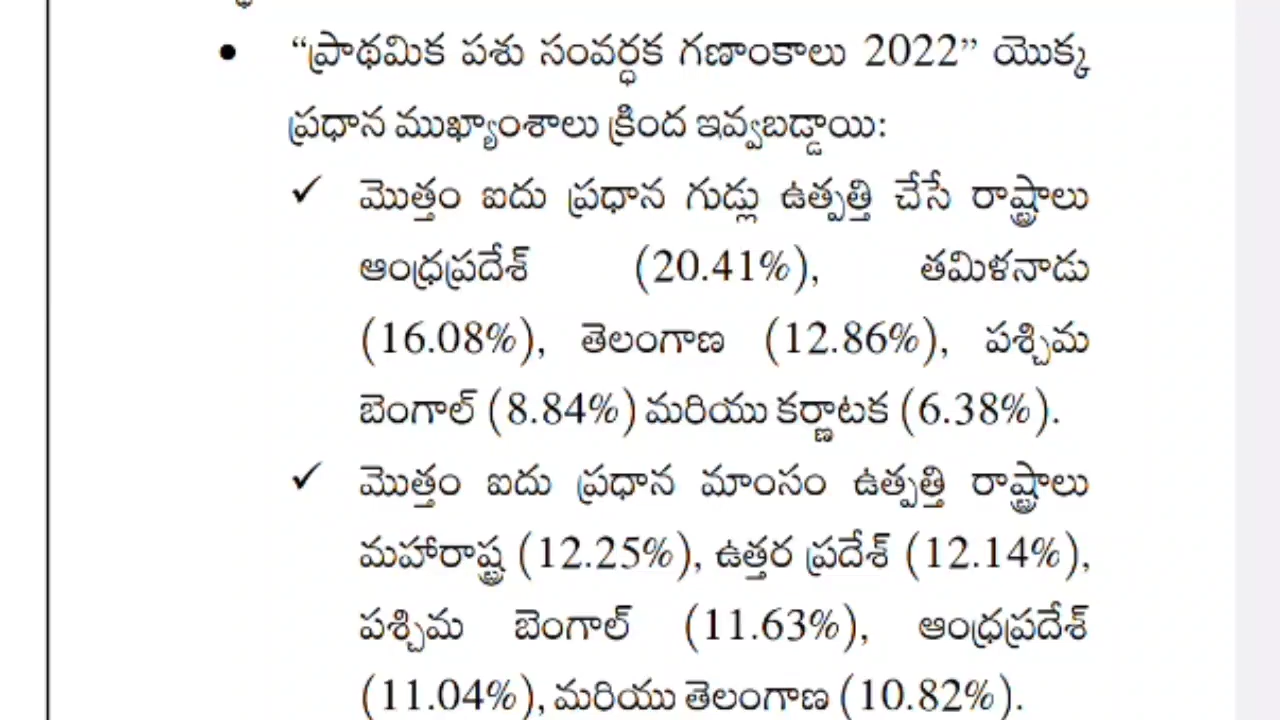 • “ప్రాథమిక పశు సంవర్ధక గణాంకాలు 2022” యొక్క
ప్రధాన ముఖ్యాంశాలు క్రింద ఇవ్వబడ్డాయి:
✓ మొత్తం ఐదు ప్రధాన గుడ్లు ఉత్పత్తి చేసే రాష్ట్రాలు
ఆంధ్రప్రదేశ్ (20.41%), తమిళనాడు
(16.08%), తెలంగాణ (12.86%), పశ్చిమ
బెంగాల్ (8.84%) మరియు కర్ణాటక (6.38%).
✓ మొత్తం ఐదు ప్రధాన మాంసం ఉత్పత్తి రాష్ట్రాలు
మహారాష్ట్ర (12.25%), ఉత్తర ప్రదేశ్ (12.14%),
పశ్చిమ బెంగాల్ (11.63%), ఆంధ్రప్రదేశ్
(11.04%), మరియు తెలంగాణ (10.82%).